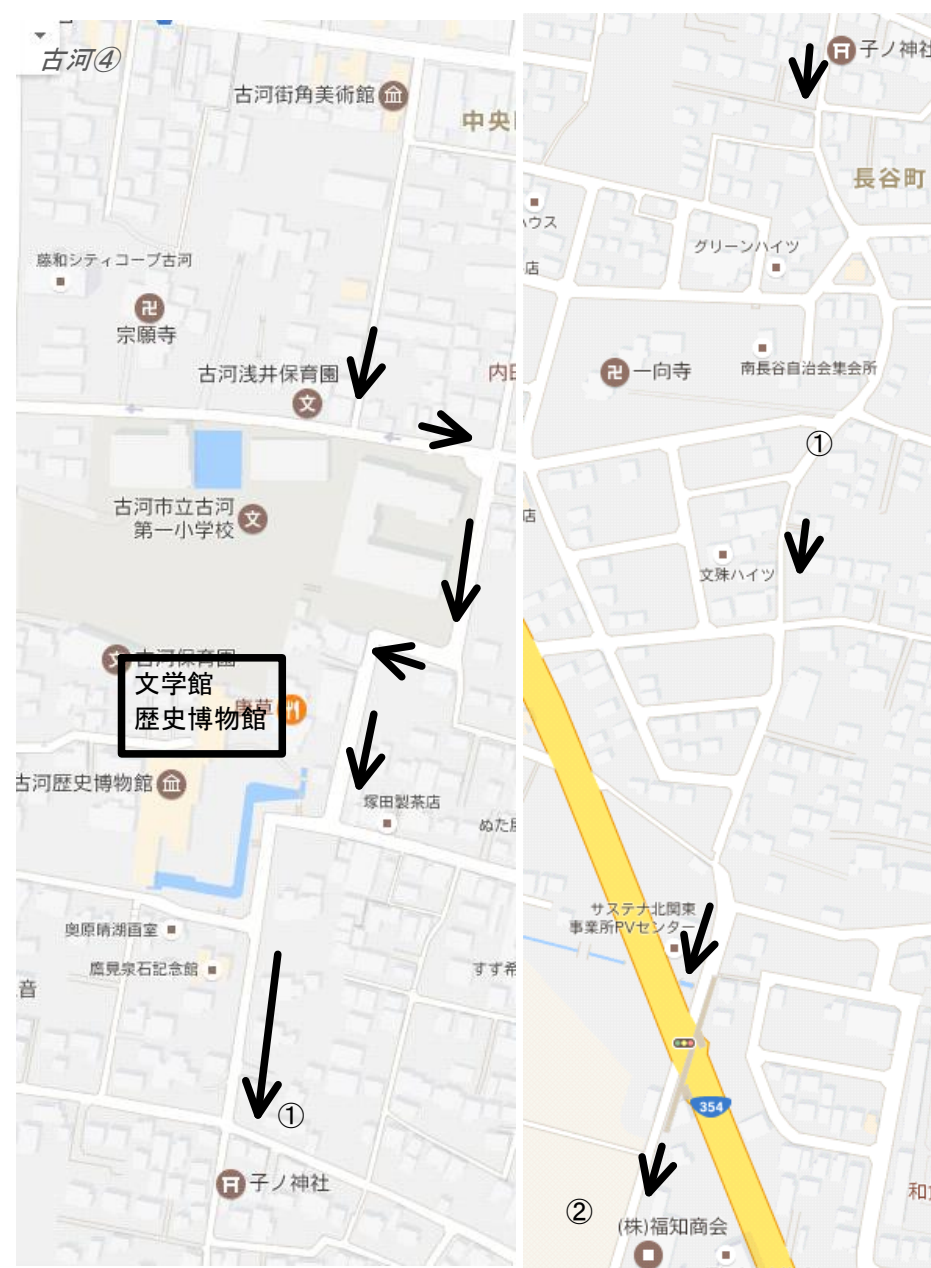 古河④
古河街角美術館
中央
藤和シティコープ古河
宗願寺
古河浅井保育園
古河市立古河
第一小学校
古河保育園
文学館
歴史博物館
古河歴史博物館
塚田製茶店
ぬた
奥原晴湖画室
鷹見泉石記念館
すず
音
①
子ノ神社
子ノ神社
長谷町
ハウス
グリーンハイツ
店
一向寺
南長谷自治会集会所
①
店
文殊ハイツ
サステナ北関東
事業所PVセンター
354
和
②
(株)福知商会